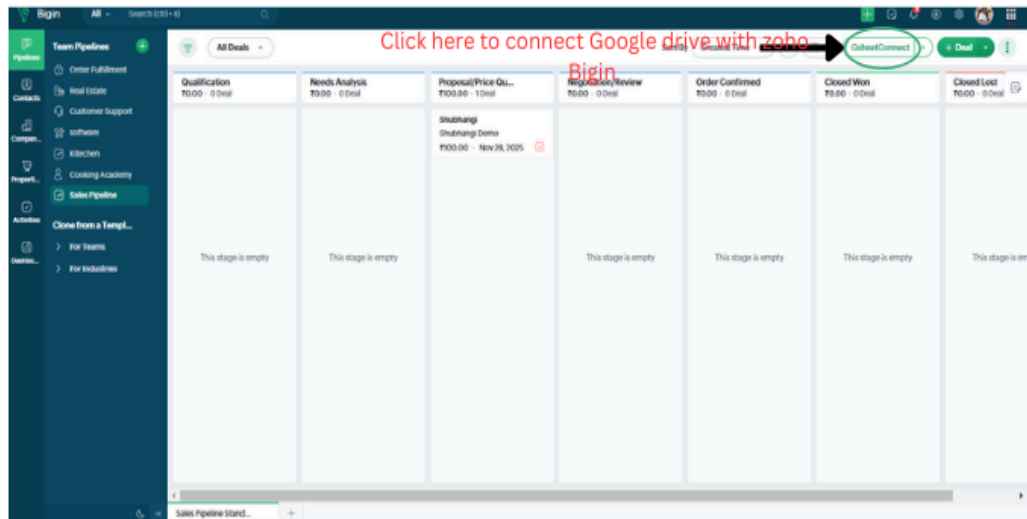 Bigin
All
Search (ctrl + k)
Pipelines
Contacts
Compan...
Properti...
Activities
Dashbo...
Team Pipelines
Order Fulfilment
Real Estate
Customer Support
software
Kitechen
Cooking Academy
Sales Pipeline
Clone from a Templ...
For Teams
For Industries
All Deals
Click here to connect Google drive with zoho
Bigin
GsheetConnect
+ Deal
Qualification
₹0.00 - 0 Deal
Needs Analysis
₹0.00 - 0 Deal
Proposal/Price Qu...
₹100.00 - 1 Deal
Negotiation/Review
₹0.00 - 0 Deal
Order Confirmed
₹0.00 - 0 Deal
Closed Won
₹0.00 - 0 Deal
Closed Lost
₹0.00 - 0 Deal
Shubhangi
Shubhangi Demo
₹100.00 - Nov 28, 2025
This stage is empty
This stage is empty
This stage is empty
This stage is empty
This stage is empty
This stage is em
Sales Pipeline Stand...